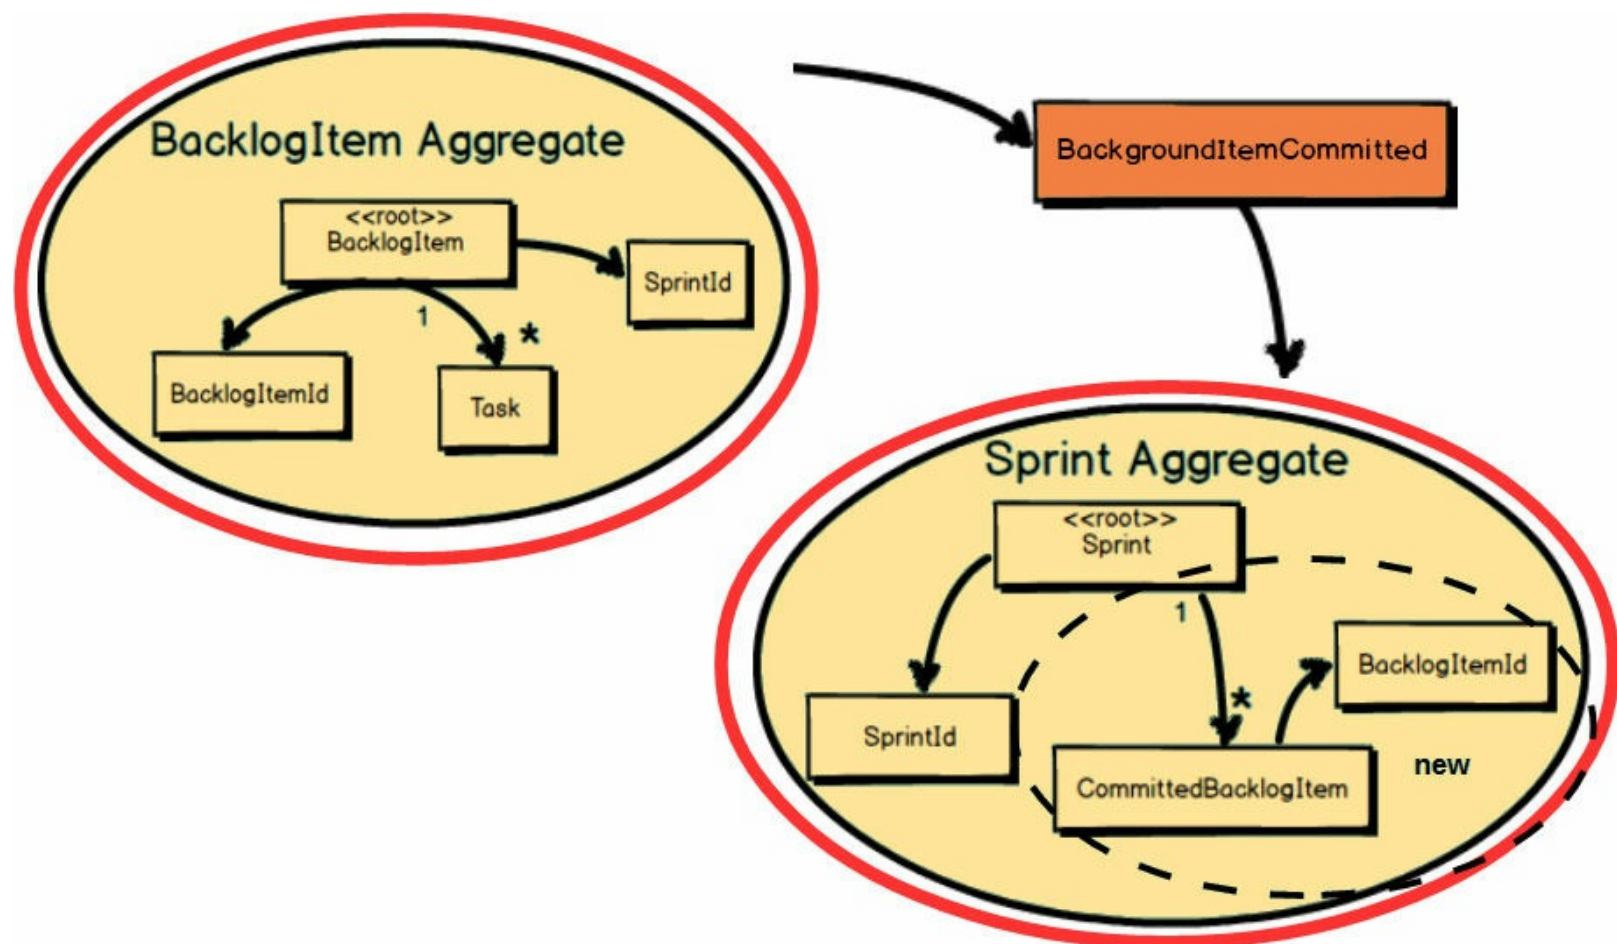 BacklogItem Aggregate
<<root>>
BacklogItem
SprintId
1
*
BacklogItemId
Task
BackgroundItemCommitted
Sprint Aggregate
<<root>>
Sprint
1
BacklogItemId
*
SprintId
new
CommittedBacklogItem